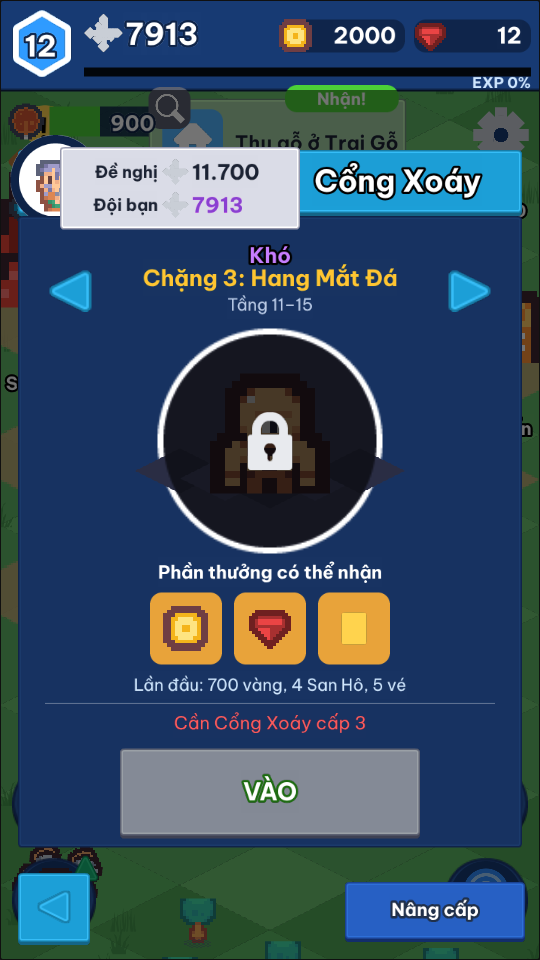 12
7913
2000
12
EXP 0%
900
Nhận!
Thu gỗ ở Trại Gỗ
Đề nghị 11.700
Đội bạn 7913
Cổng Xoáy
Khó
Chặng 3: Hang Mắt Đá
Tầng 11–15
Phần thưởng có thể nhận
Lần đầu: 700 vàng, 4 San Hô, 5 vé
Cần Cổng Xoáy cấp 3
VÀO
Nâng cấp